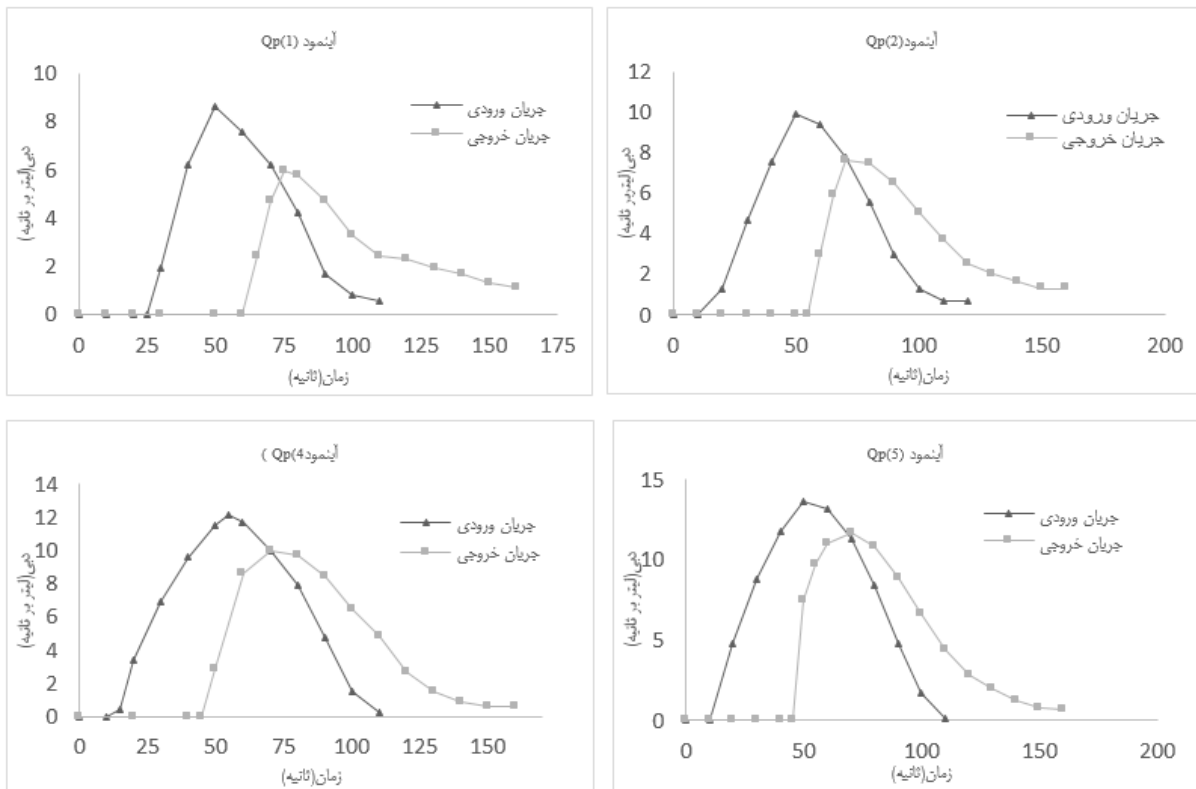 آبنمود Qp(1)
10
8
6
4
2
0
0 25 50 75 100 125 150 175
دبی(لیتر بر ثانیه)
زمان(ثانیه)
جریان ورودی
جریان خروجی
آبنمود Qp(2)
12
10
8
6
4
2
0
0 50 100 150 200
دبی(لیتربر ثانیه)
زمان(ثانیه)
جریان ورودی
جریان خروجی
آبنمود Qp(4 )
14
12
10
8
6
4
2
0
0 25 50 75 100 125 150
دبی(لیتر بر ثانیه)
زمان(ثانیه)
جریان ورودی
جریان خروجی
آبنمود Qp(5)
15
10
5
0
0 50 100 150 200
دبی(لیتر بر ثانیه)
زمان(ثانیه)
جریان ورودی
جریان خروجی